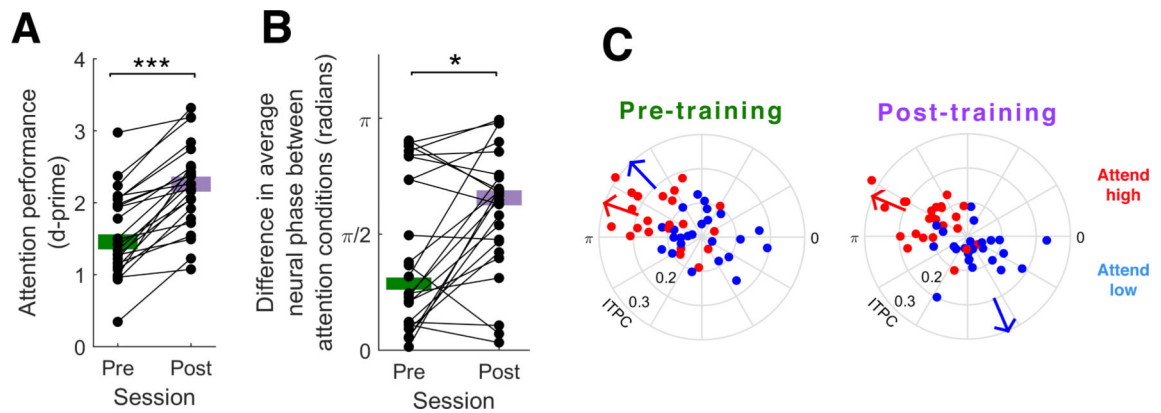 A
Attention performance
(d-prime)
4
3
2
1
0
***
Pre
Post
Session
B
Difference in average
neural phase between
attention conditions (radians)
π
π/2
0
*
Pre
Post
Session
C
Pre-training
π
0
0.2
0.3
ITPC
Post-training
π
0
0.2
0.3
ITPC
Attend
high
Attend
low